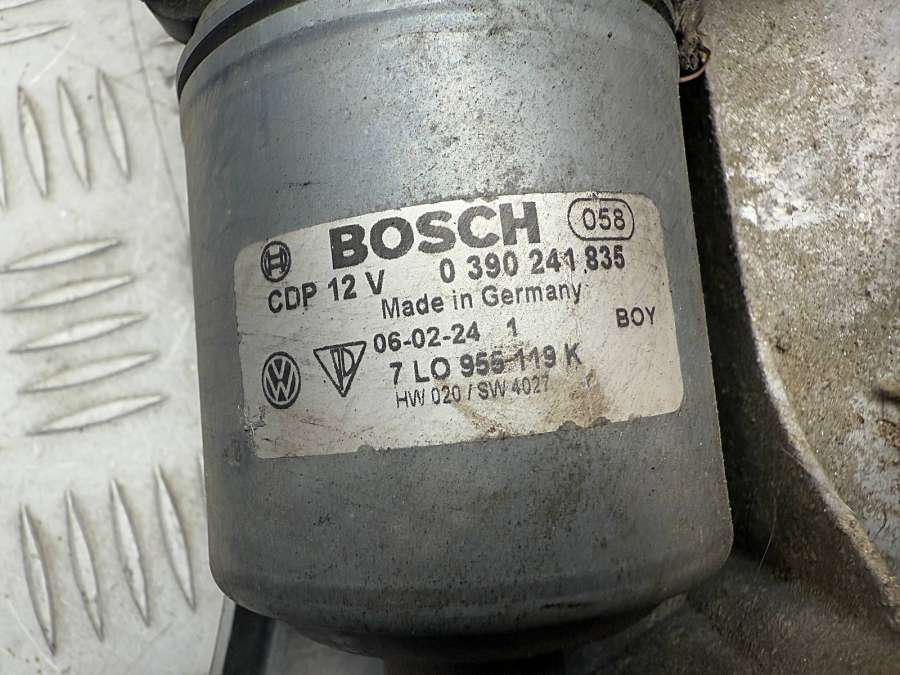 BOSCH 058
CDP 12 V 0 390 241 835
Made in Germany
06-02-24 1 BOY
7 L0 955 119 K
HW 020 / SW 4027